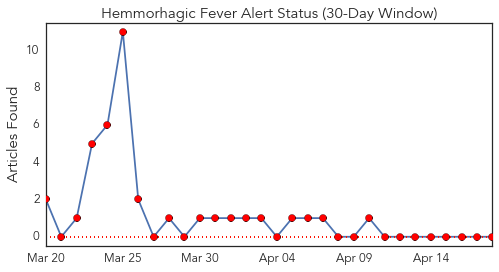 Hemmorhagic Fever Alert Status (30-Day Window)
Articles Found
10
8
6
4
2
0
Mar 20 Mar 25 Mar 30 Apr 04 Apr 09 Apr 14